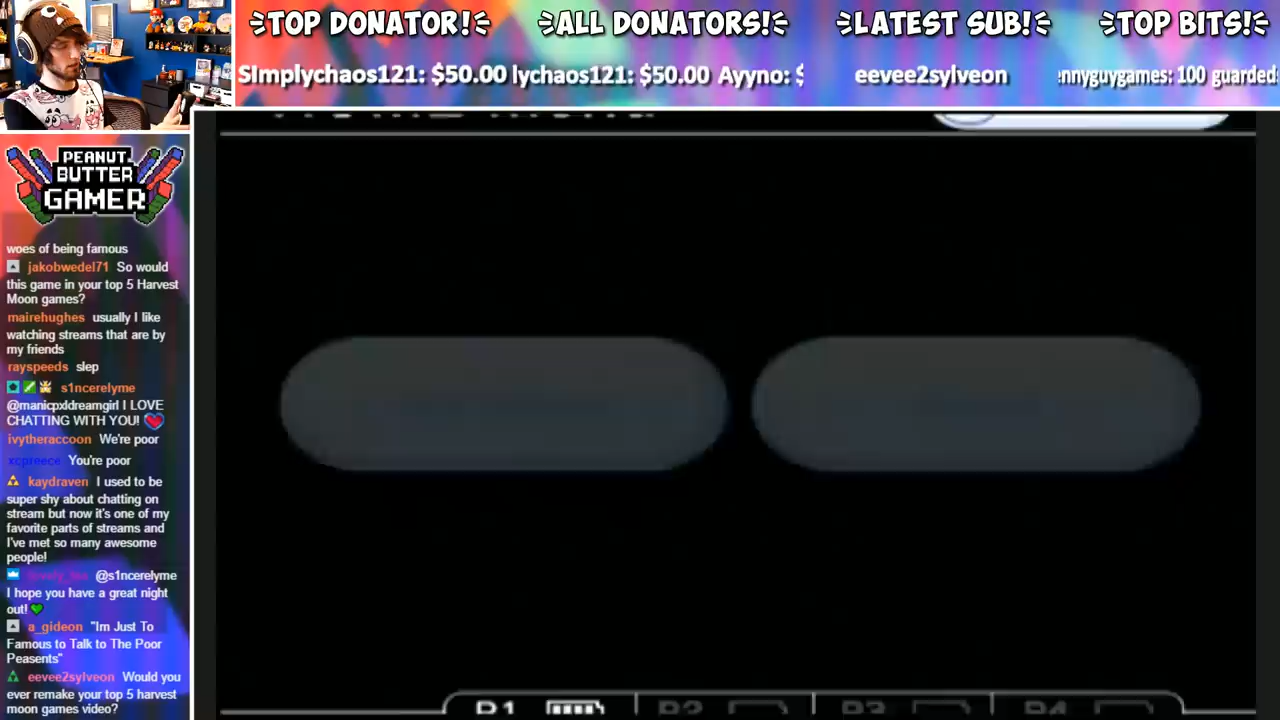 TOP DONATOR! ALL DONATORS! LATEST SUB! TOP BITS!
SImplychaos121: $50.00 lychaos121: $50.00 Ayyno: $ eevee2sylveon ennyguygames: 100 guarded:
PEANUT
BUTTER
GAMER
woes of being famous
jakobwedel71 So would
this game in your top 5 Harvest
Moon games?
mairehughes usually I like
watching streams that are by
my friends
rayspeeds slep
s1ncerelyme
@manicpxldreamgirl I LOVE
CHATTING WITH YOU!
ivytheraccoon We're poor
xcpreece You're poor
kaydraven I used to be
super shy about chatting on
stream but now it's one of my
favorite parts of streams and
I've met so many awesome
people!
@s1ncerelyme
I hope you have a great night
out!
a_gideon "Im Just To
Famous to Talk to The Poor
Peasents"
eevee2sylveon Would you
ever remake your top 5 harvest
moon games video?
P1 P2 P3 P4